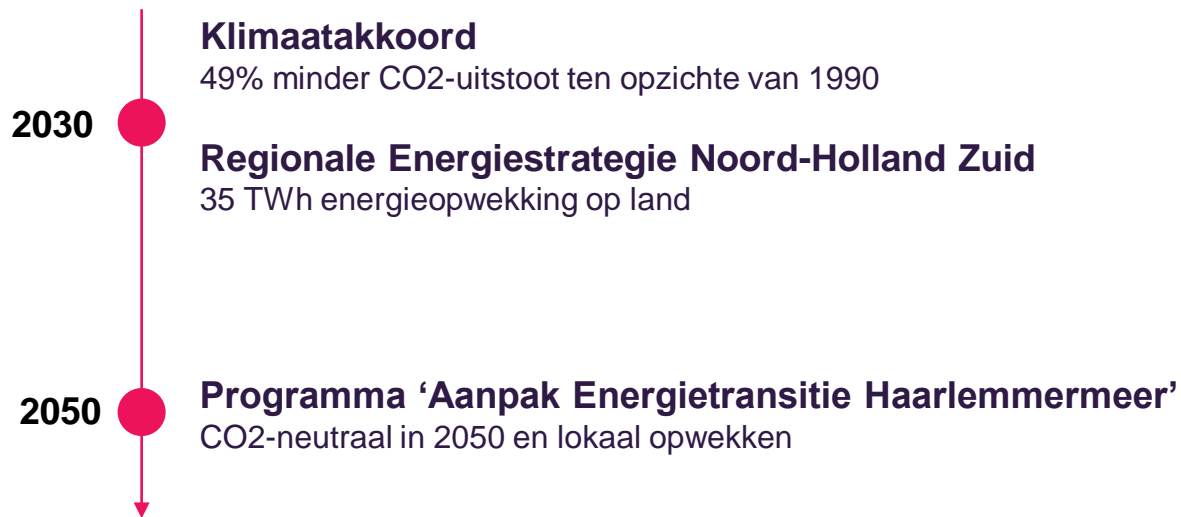 Klimaatakkoord
49% minder CO2-uitstoot ten opzichte van 1990
2030
Regionale Energiestrategie Noord-Holland Zuid
35 TWh energieopwekking op land
2050
Programma ‘Aanpak Energietransitie Haarlemmermeer’
CO2-neutraal in 2050 en lokaal opwekken